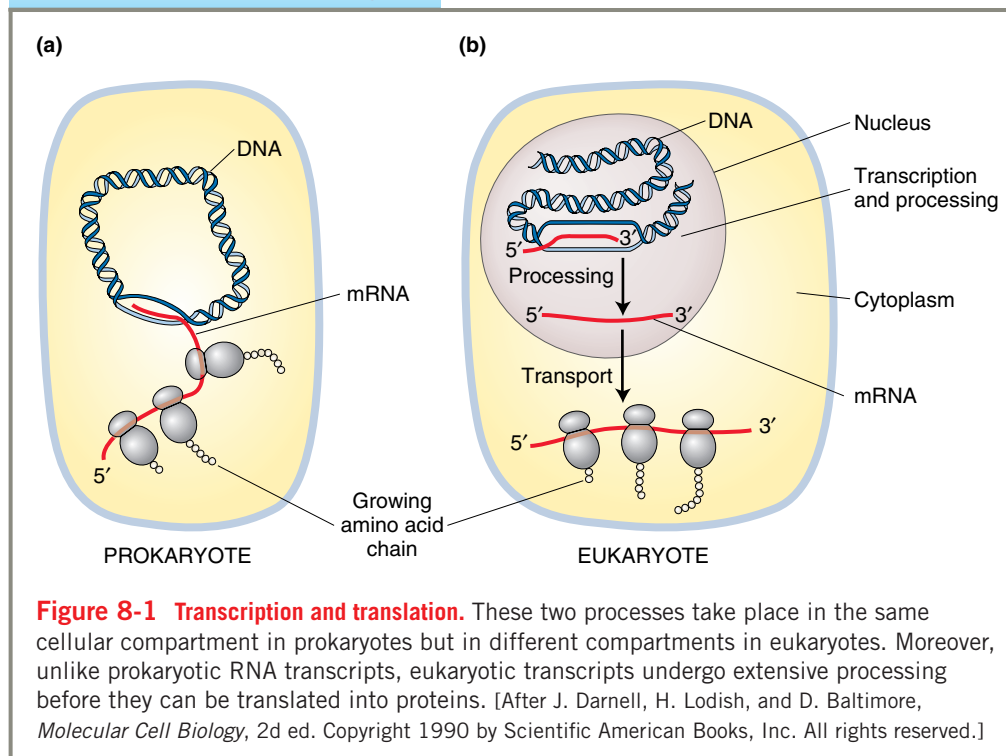 (a)
(b)
DNA
mRNA
5′
Growing
amino acid
chain
PROKARYOTE
DNA
Nucleus
Transcription
and processing
5′
3′
Processing
Cytoplasm
5′
3′
Transport
mRNA
5′
3′
EUKARYOTE
Figure 8-1 Transcription and translation. These two processes take place in the same
cellular compartment in prokaryotes but in different compartments in eukaryotes. Moreover,
unlike prokaryotic RNA transcripts, eukaryotic transcripts undergo extensive processing
before they can be translated into proteins. [After J. Darnell, H. Lodish, and D. Baltimore,
Molecular Cell Biology, 2d ed. Copyright 1990 by Scientific American Books, Inc. All rights reserved.]